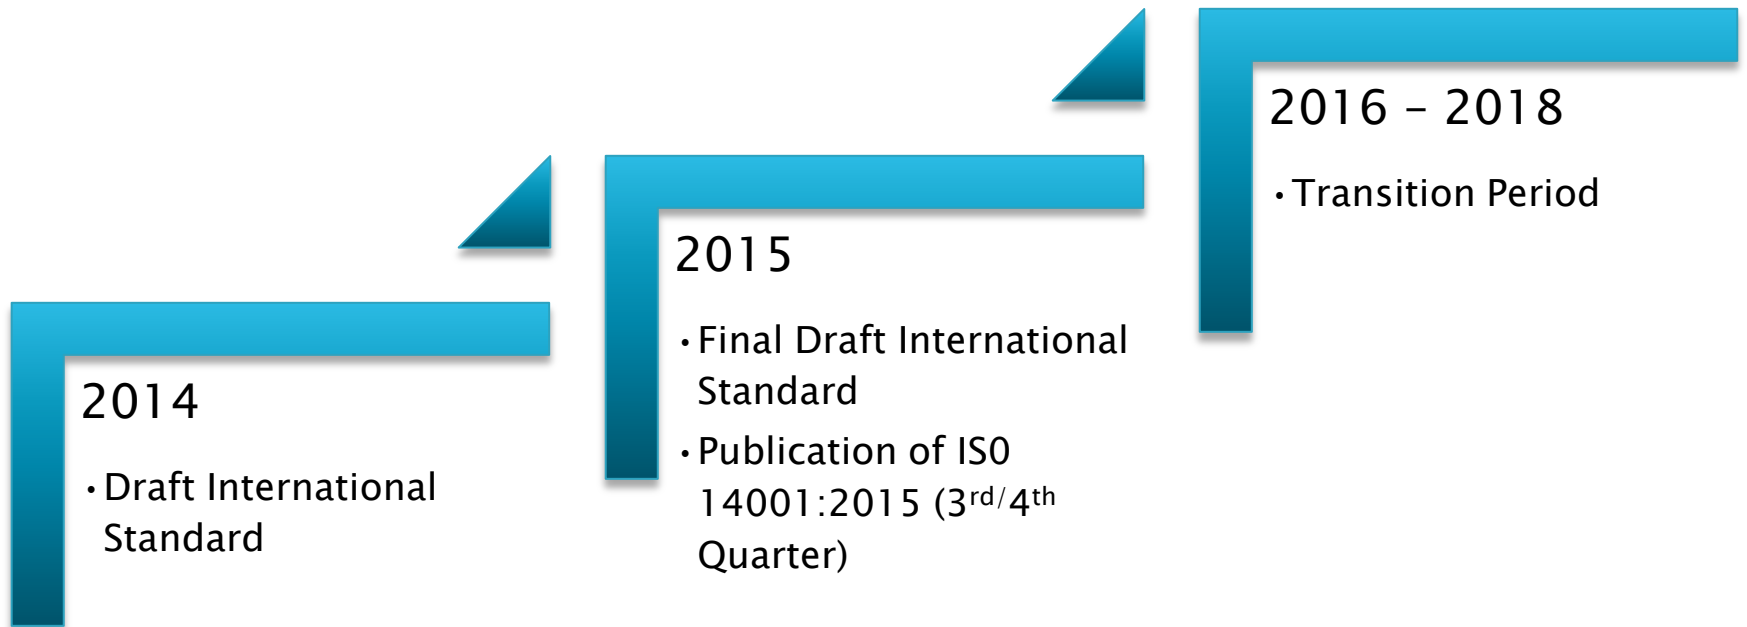 2014
•Draft International
Standard
2015
•Final Draft International
Standard
•Publication of IS0
14001:2015 (3rd/4th
Quarter)
2016 – 2018
•Transition Period